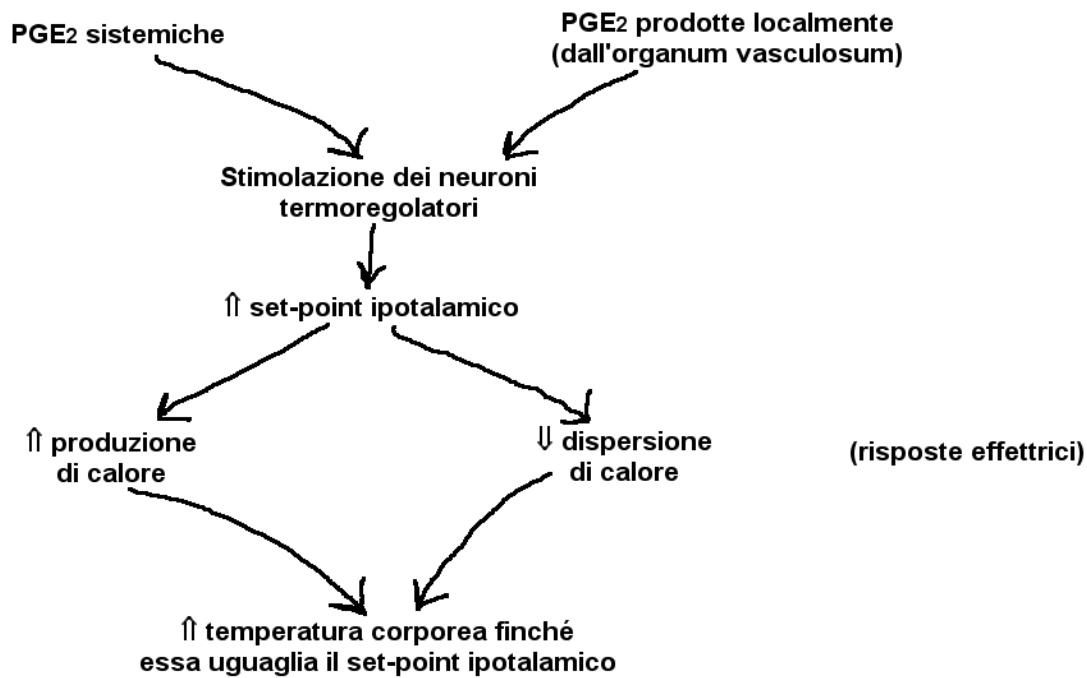 PGE2 sistemiche
PGE2 prodotte localmente
(dall'organum vasculosum)
Stimolazione dei neuroni
termoregolatori
⇑ set-point ipotalamico
⇑ produzione
di calore
⇓ dispersione
di calore
(risposte effettrici)
⇑ temperatura corporea finché
essa uguaglia il set-point ipotalamico